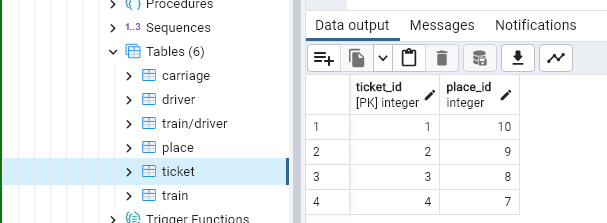 Procedures
1..3 Sequences
Tables (6)
carriage
driver
train/driver
place
ticket
train
Trigger Functions
Data output Messages Notifications
ticket_id place_id
[PK] integer integer
1 1 10
2 2 9
3 3 8
4 4 7